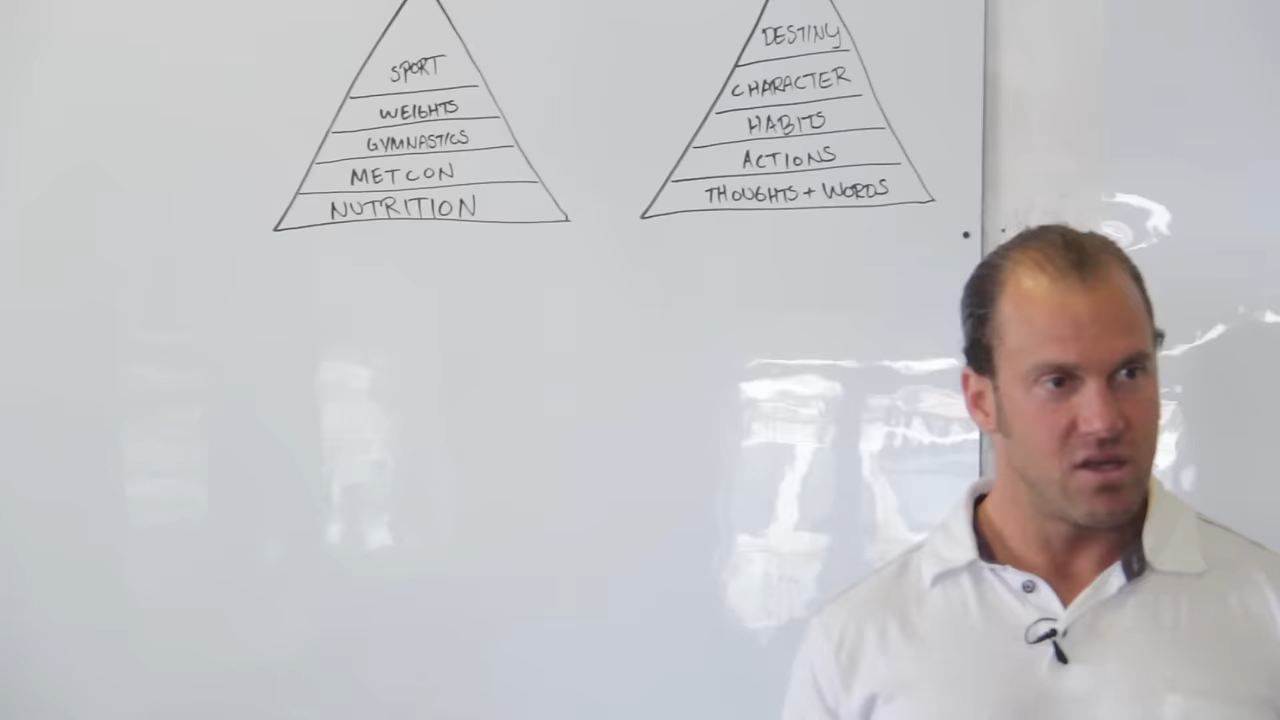 SPORT
WEIGHTS
GYMNASTICS
METCON
NUTRITION
DESTINY
CHARACTER
HABITS
ACTIONS
THOUGHTS + WORDS